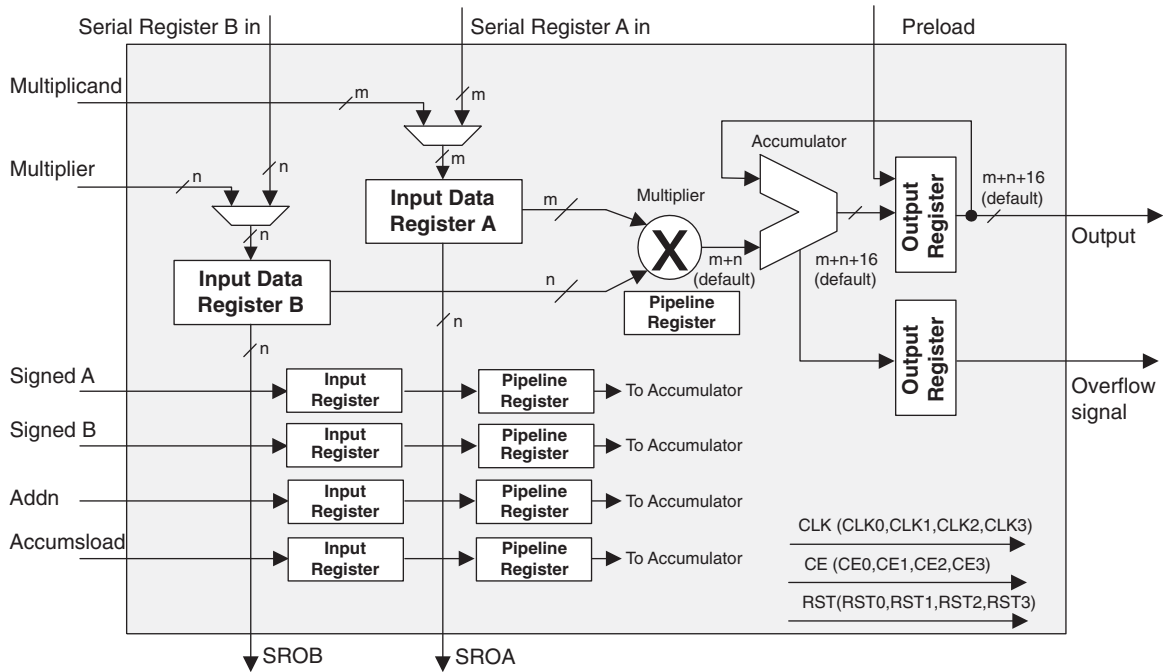 Serial Register B in
Serial Register A in
Preload
Multiplicand
m
m
Accumulator
Multiplier
n
n
m
Input Data
Register A
m
Multiplier
X
m+n
(default)
m+n+16
(default)
Output
Register
m+n+16
(default)
Output
n
Input Data
Register B
n
Pipeline
Register
n
n
Output
Register
Overflow
signal
Signed A
Input
Register
Pipeline
Register
To Accumulator
Signed B
Input
Register
Pipeline
Register
To Accumulator
Addn
Input
Register
Pipeline
Register
To Accumulator
Accumsload
Input
Register
Pipeline
Register
To Accumulator
CLK (CLK0,CLK1,CLK2,CLK3)
CE (CE0,CE1,CE2,CE3)
RST(RST0,RST1,RST2,RST3)
SROB
SROA